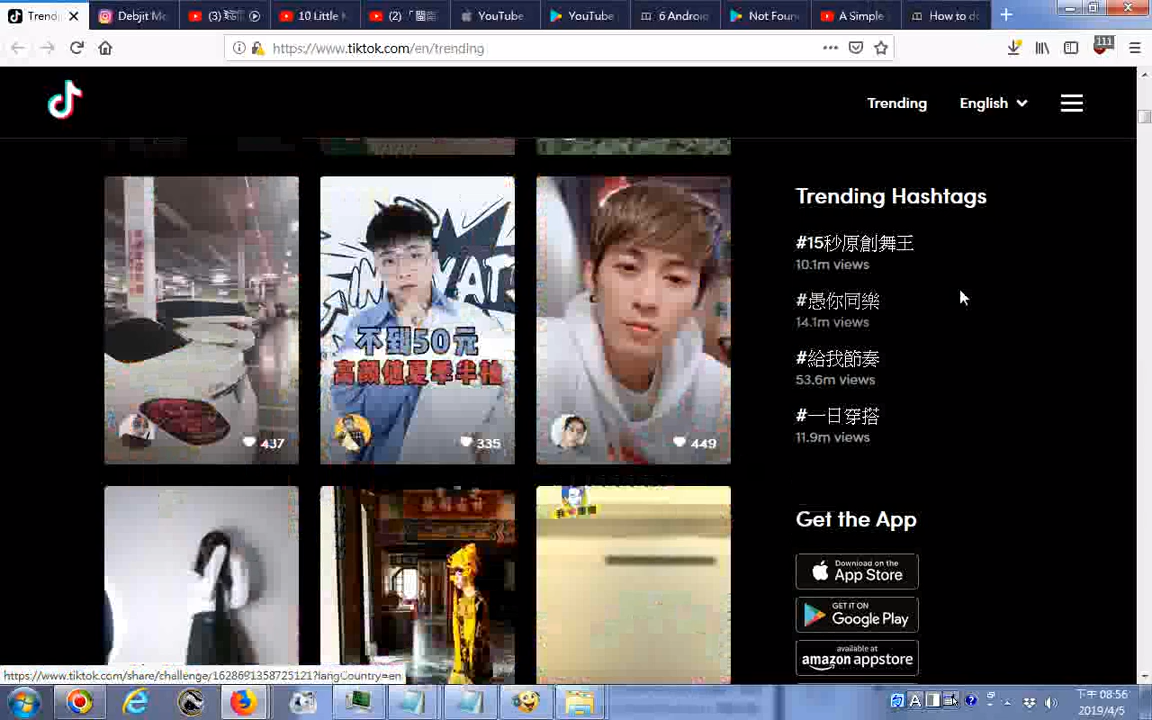 Trendi
Debjit M
(3)
10 Little
(2)
YouTube
YouTube
6 Andro
Not Foun
A Simple
How to d
https://www.tiktok.com/en/trending
111
Trending
English
Trending Hashtags
#15秒原創舞王
10.1m views
#愚你同樂
14.1m views
#給我節奏
53.6m views
#一日穿搭
11.9m views
不到50元
高颜值夏季半袖
437
335
449
Get the App
Download on the
App Store
GET IT ON
Google Play
available at
amazon appstore
https://www.tiktok.com/share/challenge/1628691358725121?langCountry=en
下午 08:56
2019/4/5